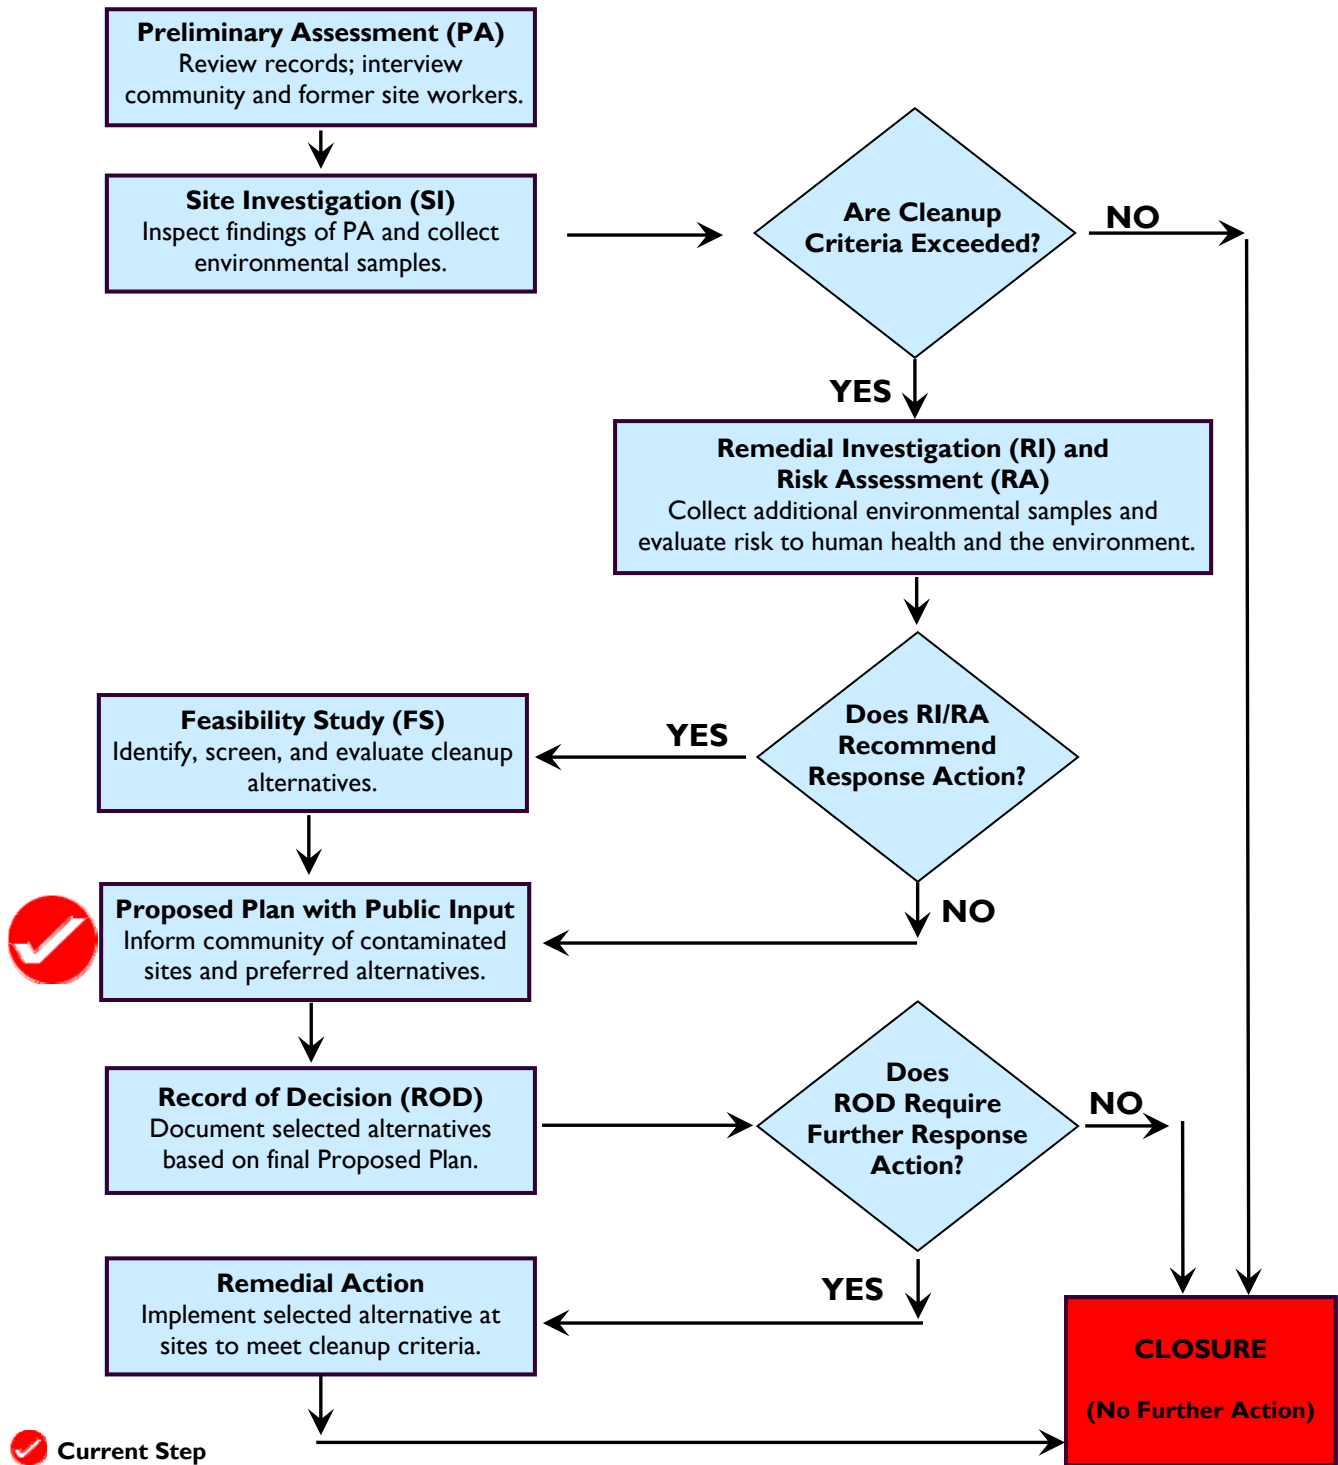 Preliminary Assessment (PA)
Review records; interview
community and former site workers.
Site Investigation (SI)
Inspect findings of PA and collect
environmental samples.
Are Cleanup
Criteria Exceeded?
NO
YES
Remedial Investigation (RI) and
Risk Assessment (RA)
Collect additional environmental samples and
evaluate risk to human health and the environment.
Does RI/RA
Recommend
Response Action?
YES
NO
Feasibility Study (FS)
Identify, screen, and evaluate cleanup
alternatives.
Proposed Plan with Public Input
Inform community of contaminated
sites and preferred alternatives.
Record of Decision (ROD)
Document selected alternatives
based on final Proposed Plan.
Does
ROD Require
Further Response
Action?
NO
YES
Remedial Action
Implement selected alternative at
sites to meet cleanup criteria.
CLOSURE
(No Further Action)
Current Step